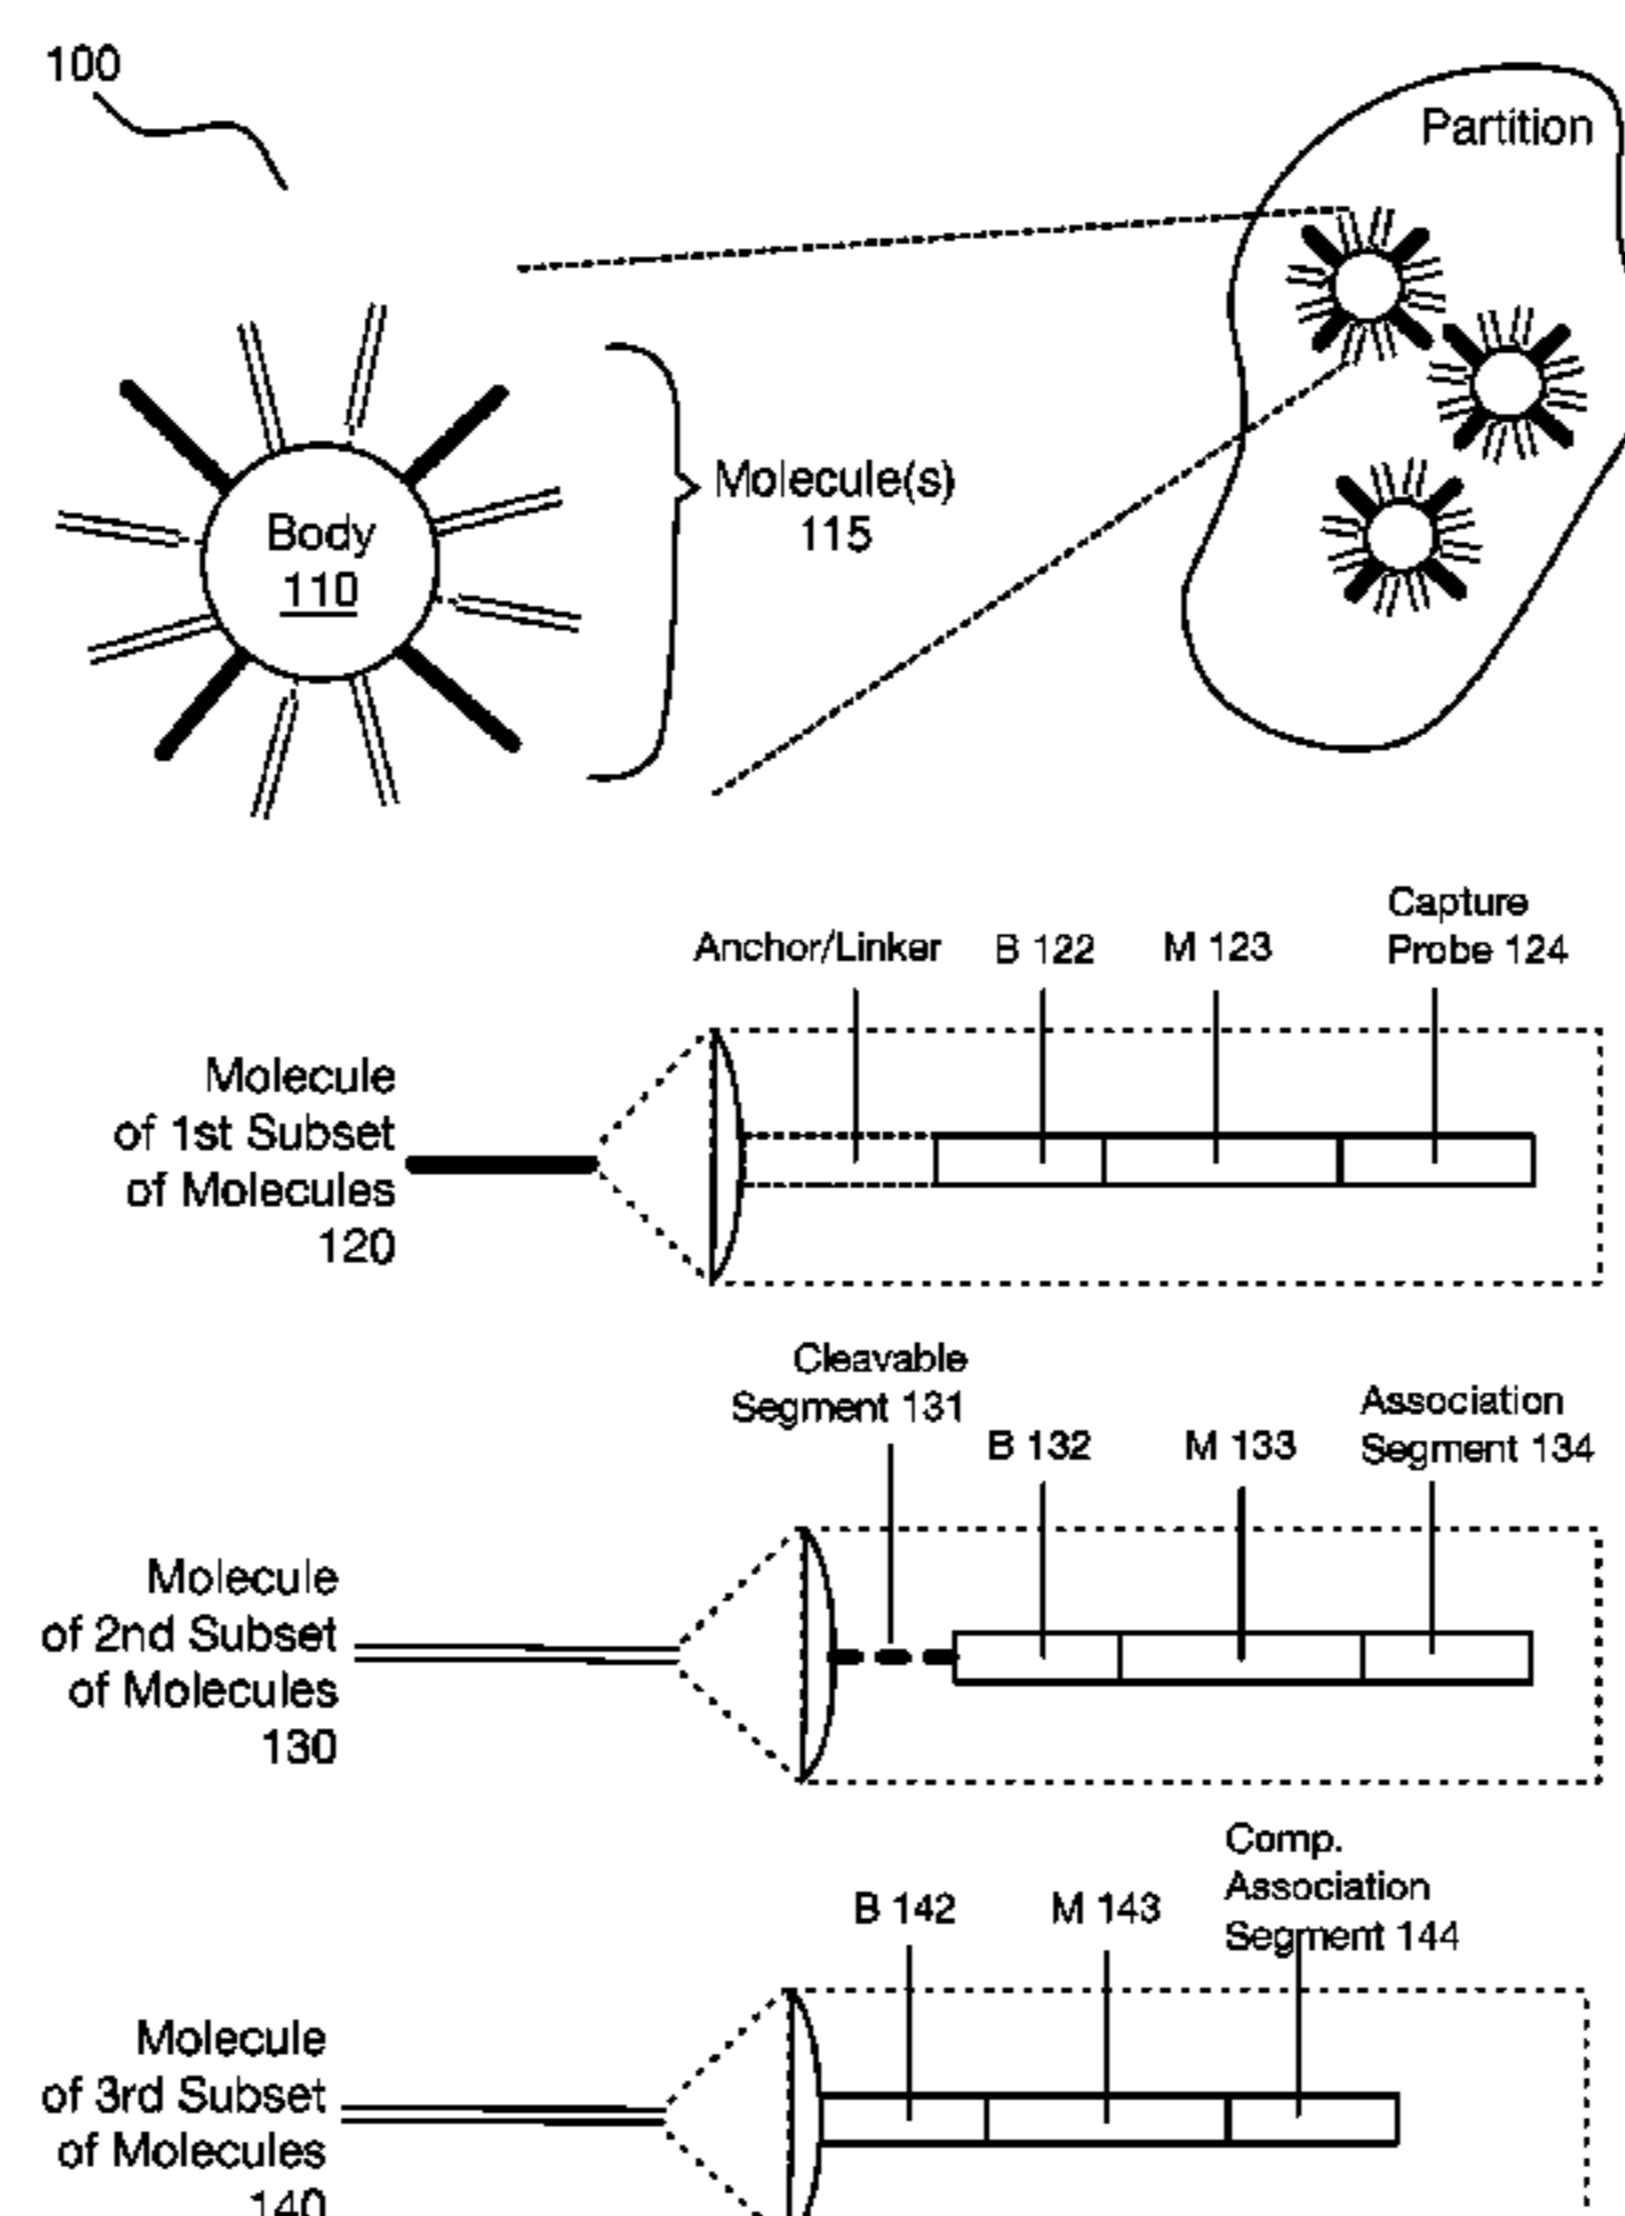 100
Partition
Body
110
Molecule(s)
115
Capture
Anchor/Linker B 122 M 123 Probe 124
Molecule
of 1st Subset
of Molecules
120
Cleavable
Segment 131
Association
B 132 M 133 Segment 134
Molecule
of 2nd Subset
of Molecules
130
Comp.
Association
B 142 M 143 Segment 144
Molecule
of 3rd Subset
of Molecules
140